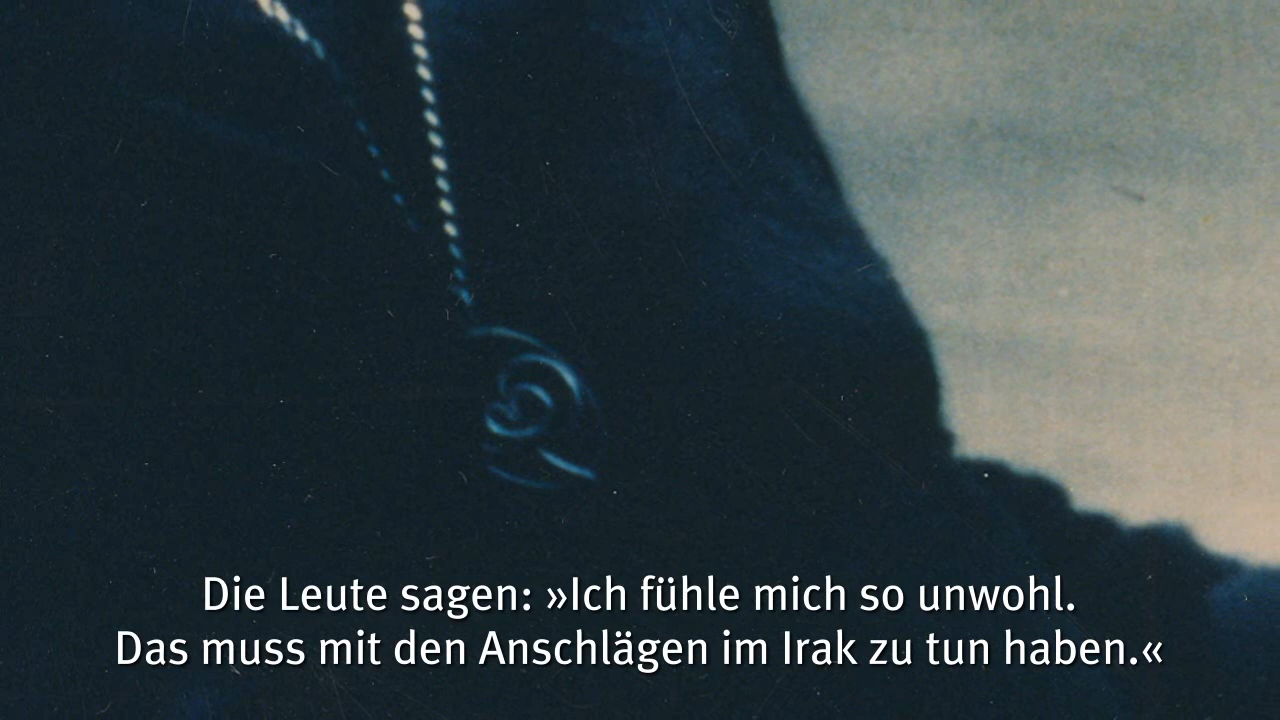 Die Leute sagen: »Ich fühle mich so unwohl.
Das muss mit den Anschlägen im Irak zu tun haben.«